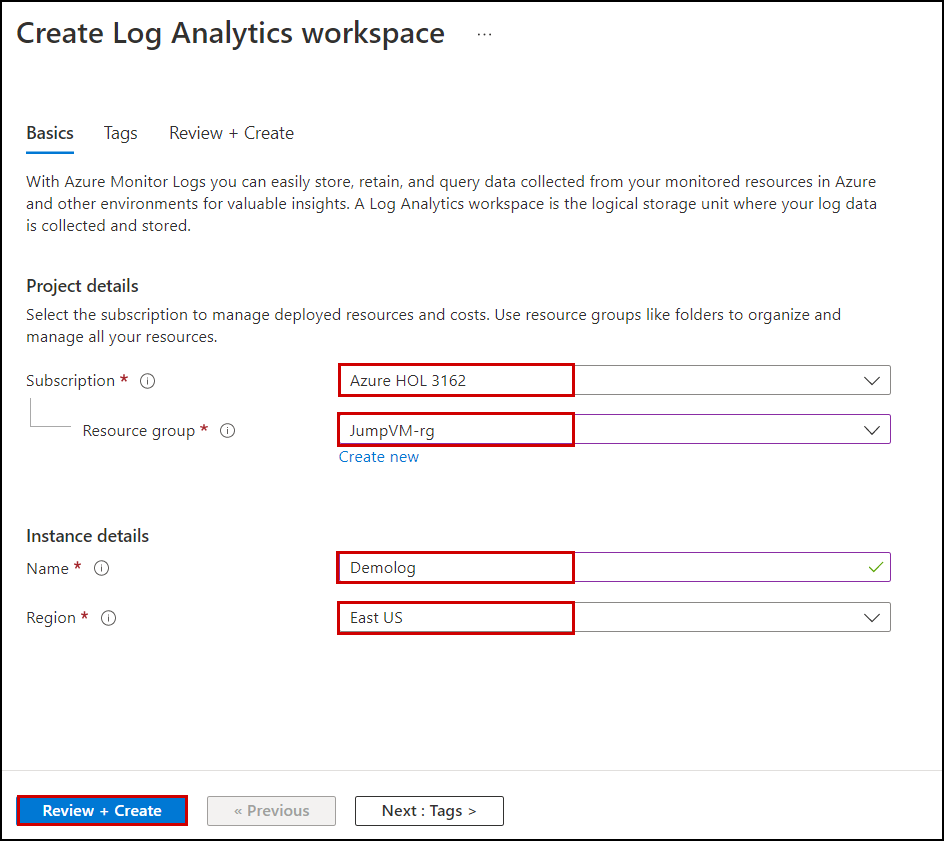 Create Log Analytics workspace ...
Basics Tags Review + Create
With Azure Monitor Logs you can easily store, retain, and query data collected from your monitored resources in Azure
and other environments for valuable insights. A Log Analytics workspace is the logical storage unit where your log data
is collected and stored.
Project details
Select the subscription to manage deployed resources and costs. Use resource groups like folders to organize and
manage all your resources.
Subscription * Azure HOL 3162
Resource group * JumpVM-rg
Create new
Instance details
Name * Demolog
Region * East US
Review + Create « Previous Next : Tags >